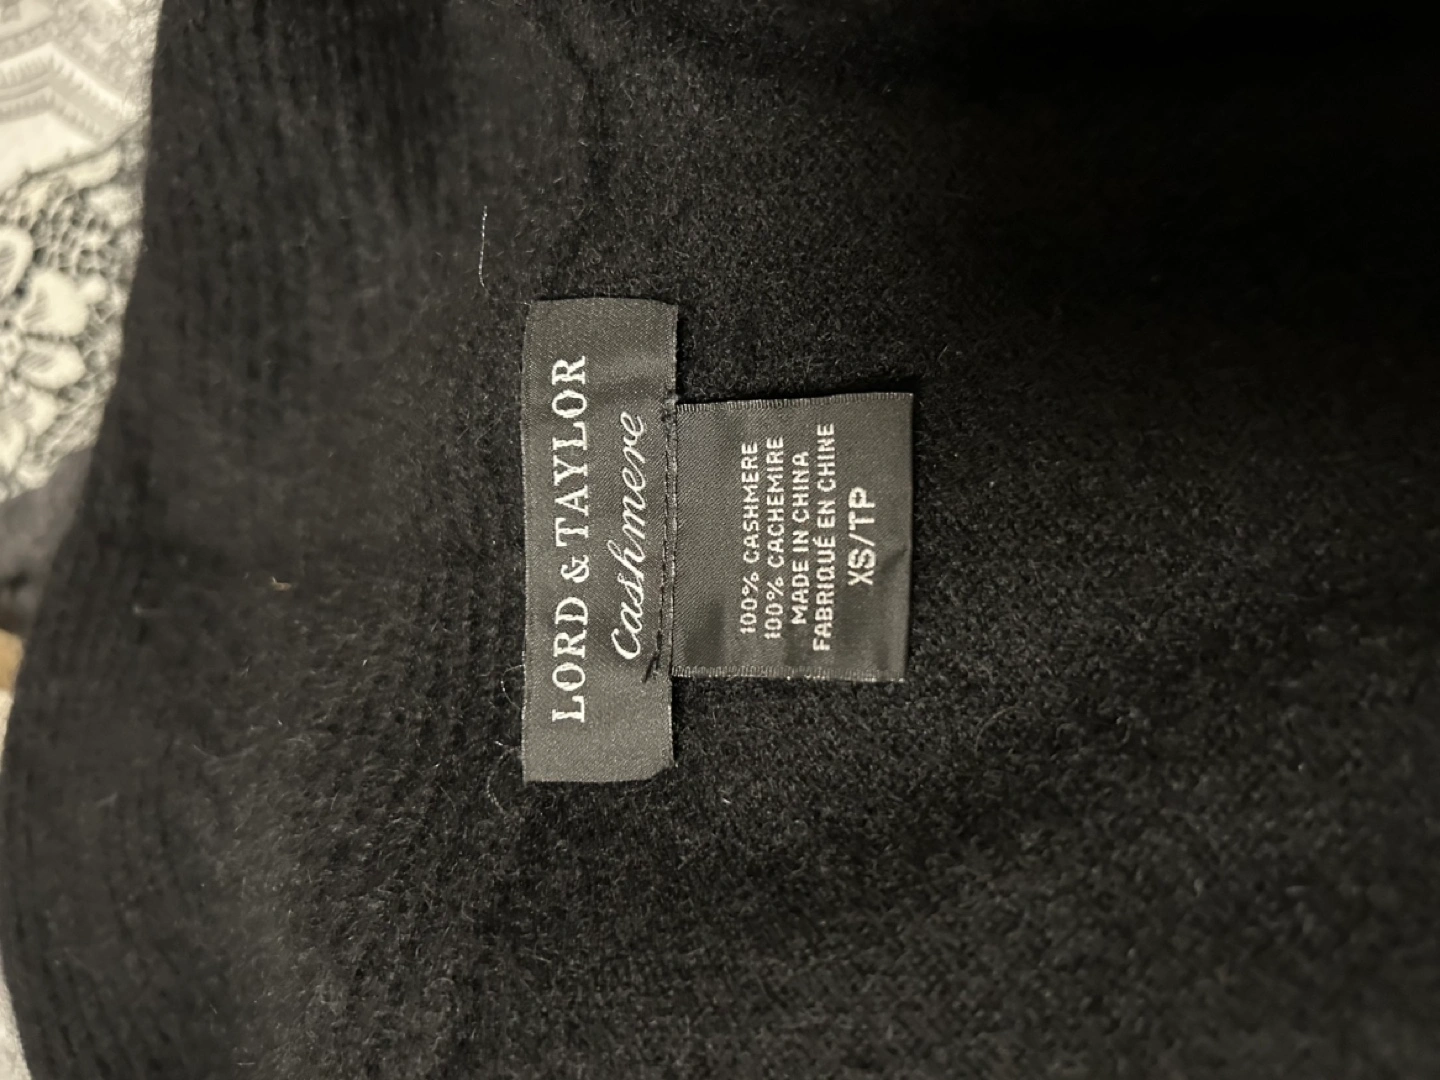 LORD & TAYLOR
Cashmere
100% CASHMERE
100% CACHEMIRE
MADE IN CHINA
FABRIQUÉ EN CHINE
XS/TP